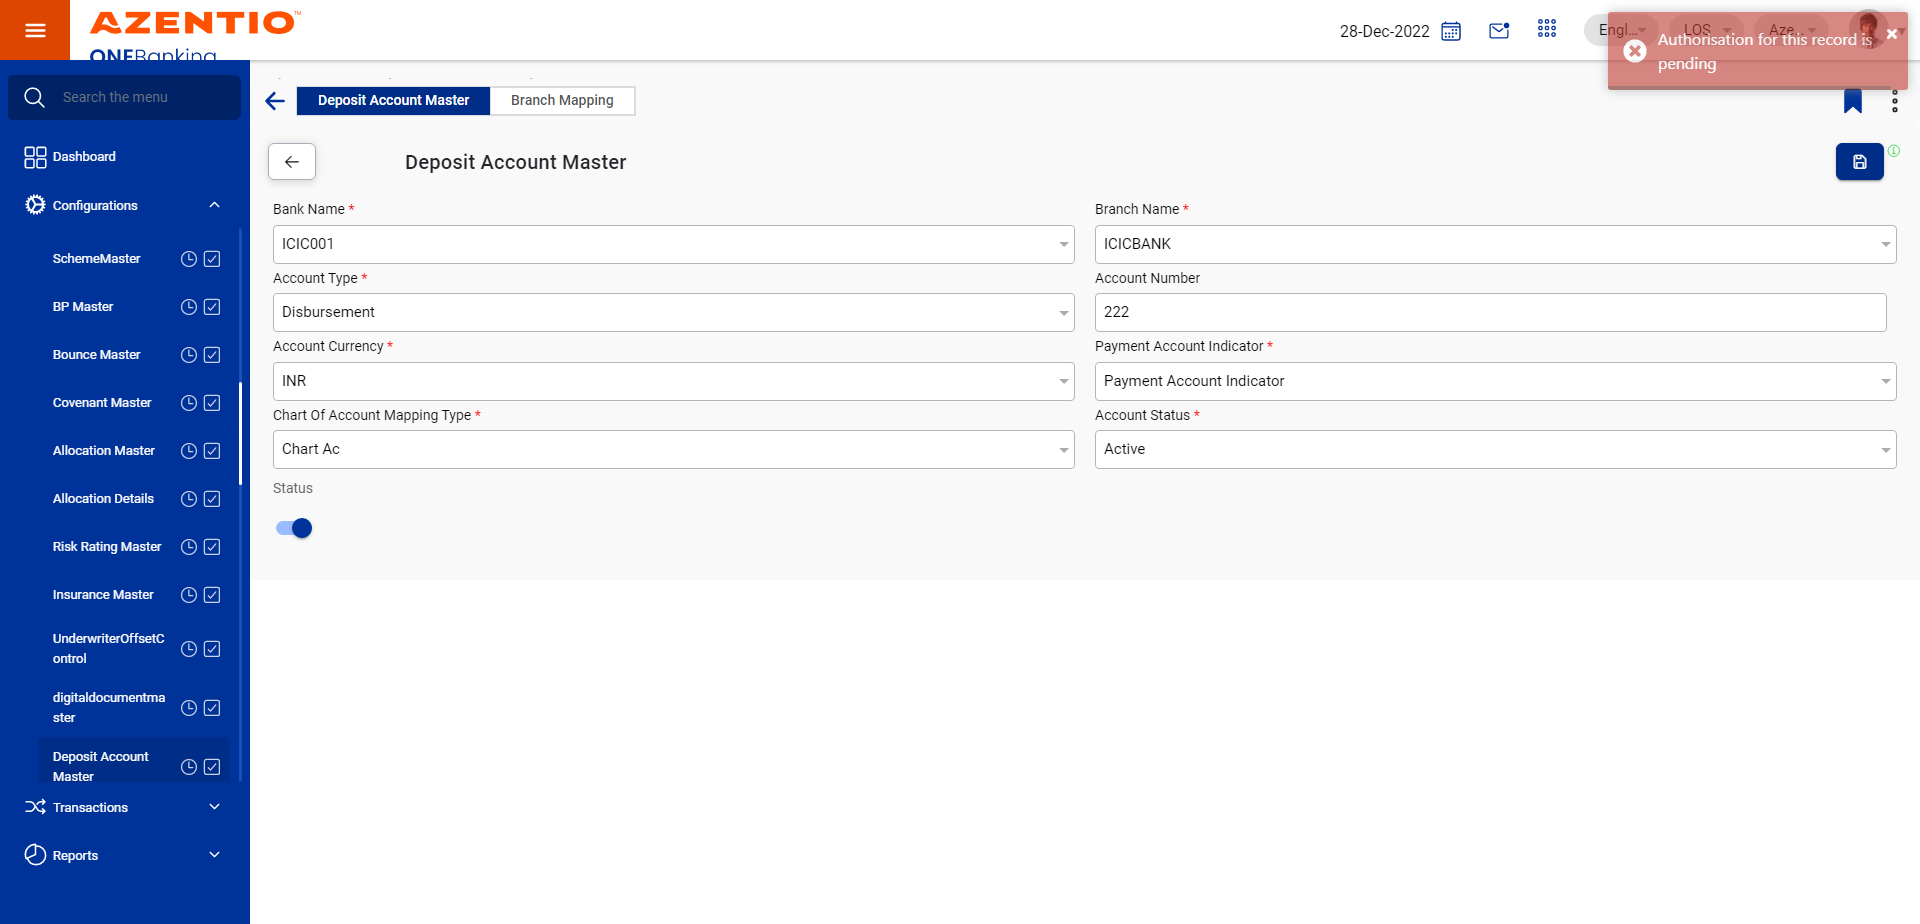 AZENTIO™
ONEBanking
28-Dec-2022
Engl...
LOS
Aze...
Authorisation for this record is
pending
Search the menu
Dashboard
Configurations
SchemeMaster
BP Master
Bounce Master
Covenant Master
Allocation Master
Allocation Details
Risk Rating Master
Insurance Master
UnderwriterOffsetC
ontrol
digitaldocumentma
ster
Deposit Account
Master
Transactions
Reports
Deposit Account Master
Branch Mapping
Deposit Account Master
Bank Name *
ICIC001
Branch Name *
ICICBANK
Account Type *
Disbursement
Account Number
222
Account Currency *
INR
Payment Account Indicator *
Payment Account Indicator
Chart Of Account Mapping Type *
Chart Ac
Account Status *
Active
Status